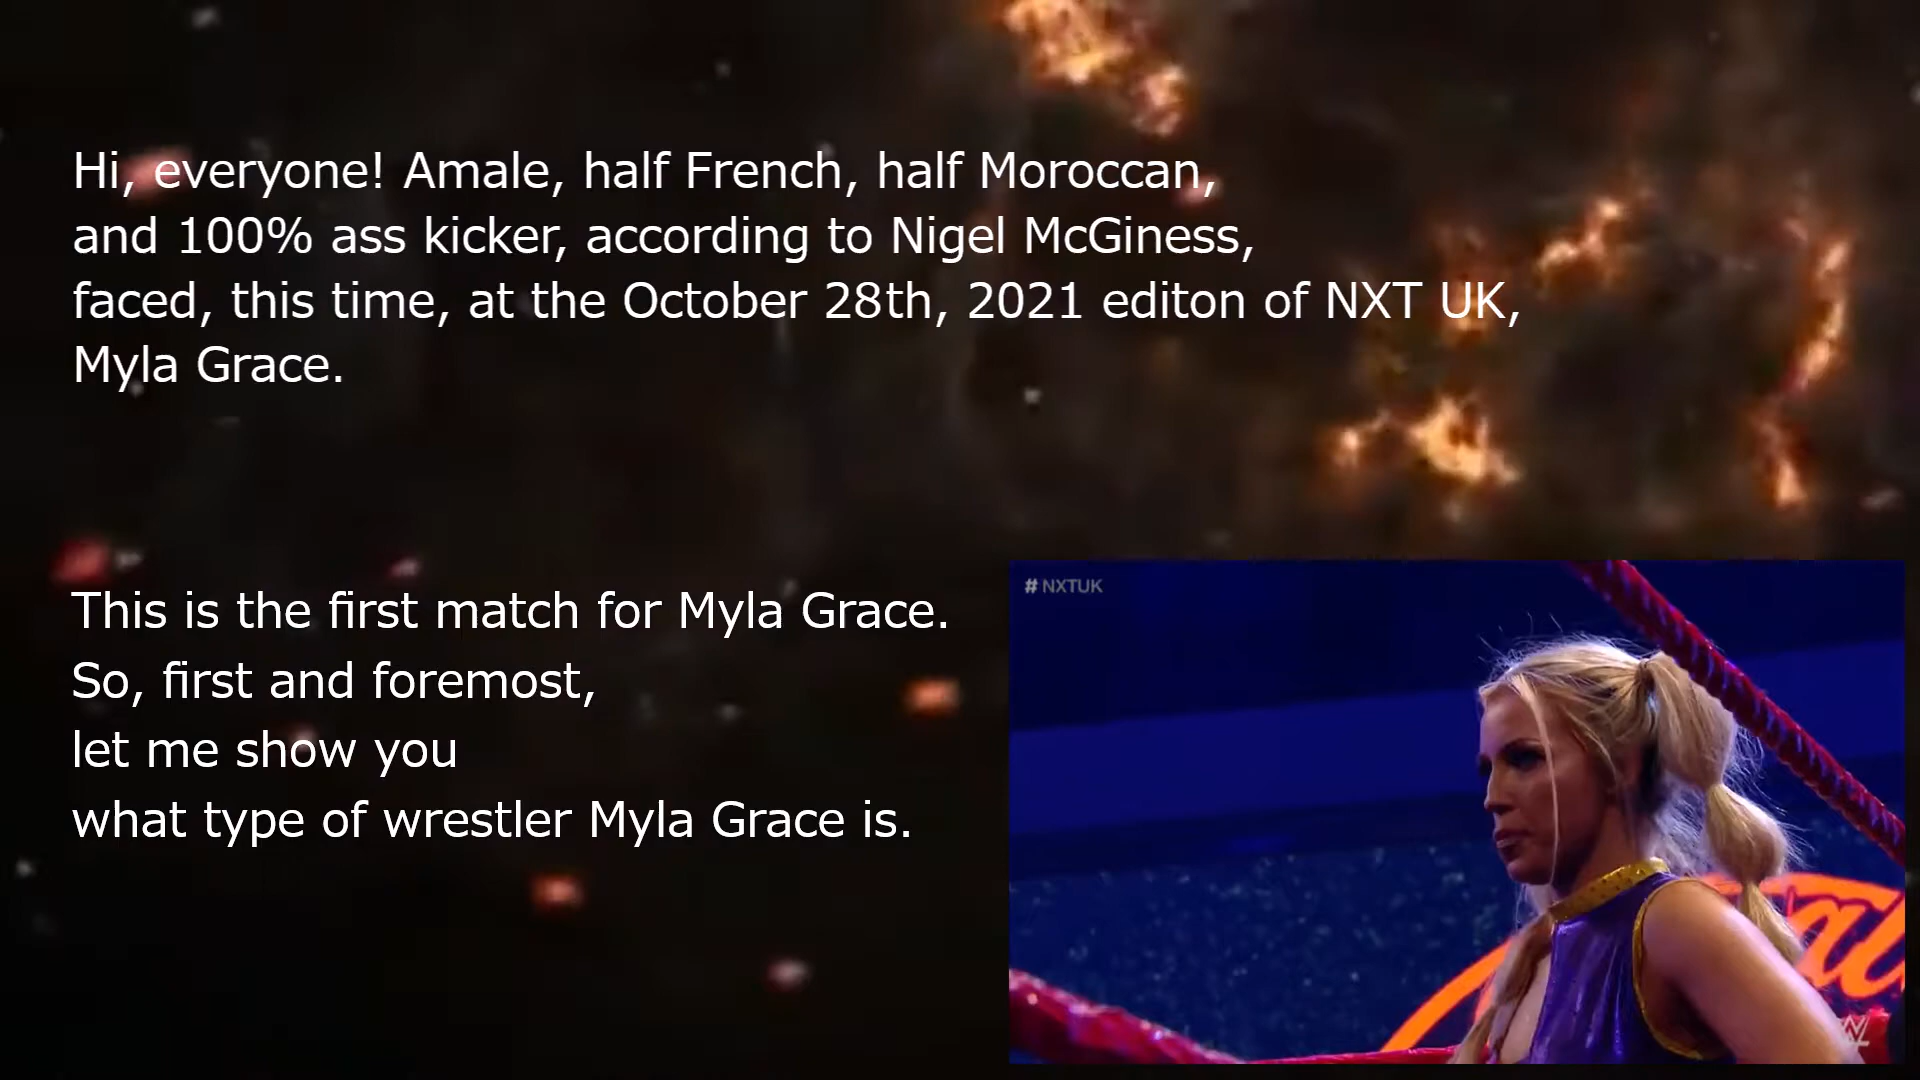 Hi, everyone! Amale, half French, half Moroccan,
and 100% ass kicker, according to Nigel McGiness,
faced, this time, at the October 28th, 2021 editon of NXT UK,
Myla Grace.
This is the first match for Myla Grace.
So, first and foremost,
let me show you
what type of wrestler Myla Grace is.
# NXTUK